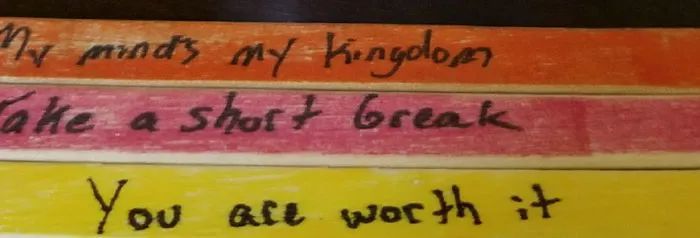 My mind's my kingdom
Take a short break
You are worth it